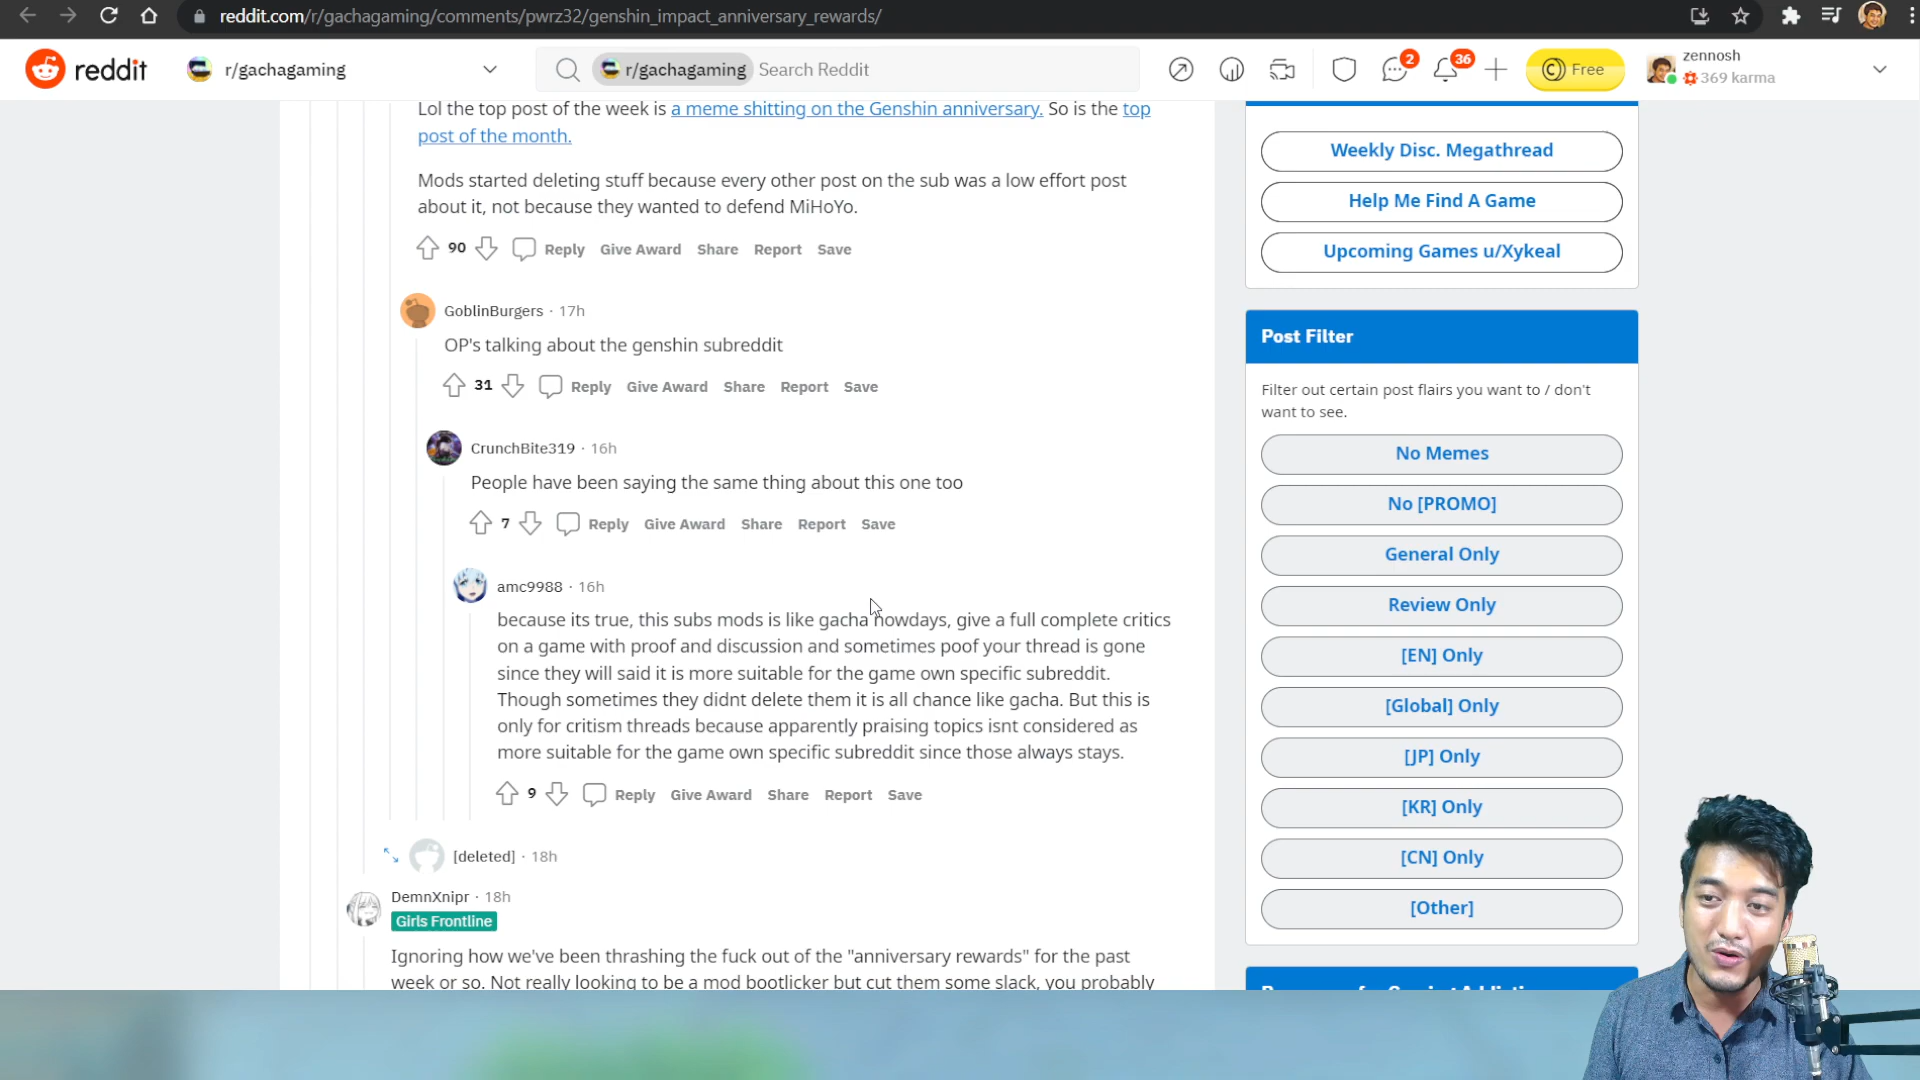 reddit.com/r/gachagaming/comments/pwrz32/genshin_impact_anniversary_rewards/
reddit
r/gachagaming
r/gachagaming Search Reddit
2
36
Free
zennosh
369 karma
Lol the top post of the week is a meme shitting on the Genshin anniversary. So is the top
post of the month.
Mods started deleting stuff because every other post on the sub was a low effort post
about it, not because they wanted to defend MiHoYo.
90 Reply Give Award Share Report Save
GoblinBurgers · 17h
OP's talking about the genshin subreddit
31 Reply Give Award Share Report Save
CrunchBite319 · 16h
People have been saying the same thing about this one too
7 Reply Give Award Share Report Save
amc9988 · 16h
because its true, this subs mods is like gacha nowdays, give a full complete critics
on a game with proof and discussion and sometimes poof your thread is gone
since they will said it is more suitable for the game own specific subreddit.
Though sometimes they didnt delete them it is all chance like gacha. But this is
only for critism threads because apparently praising topics isnt considered as
more suitable for the game own specific subreddit since those always stays.
9 Reply Give Award Share Report Save
[deleted] · 18h
DemnXnipr · 18h
Girls Frontline
Ignoring how we've been thrashing the fuck out of the "anniversary rewards" for the past
week or so. Not really looking to be a mod bootlicker but cut them some slack, you probably
Weekly Disc. Megathread
Help Me Find A Game
Upcoming Games u/Xykeal
Post Filter
Filter out certain post flairs you want to / don't
want to see.
No Memes
No [PROMO]
General Only
Review Only
[EN] Only
[Global] Only
[JP] Only
[KR] Only
[CN] Only
[Other]